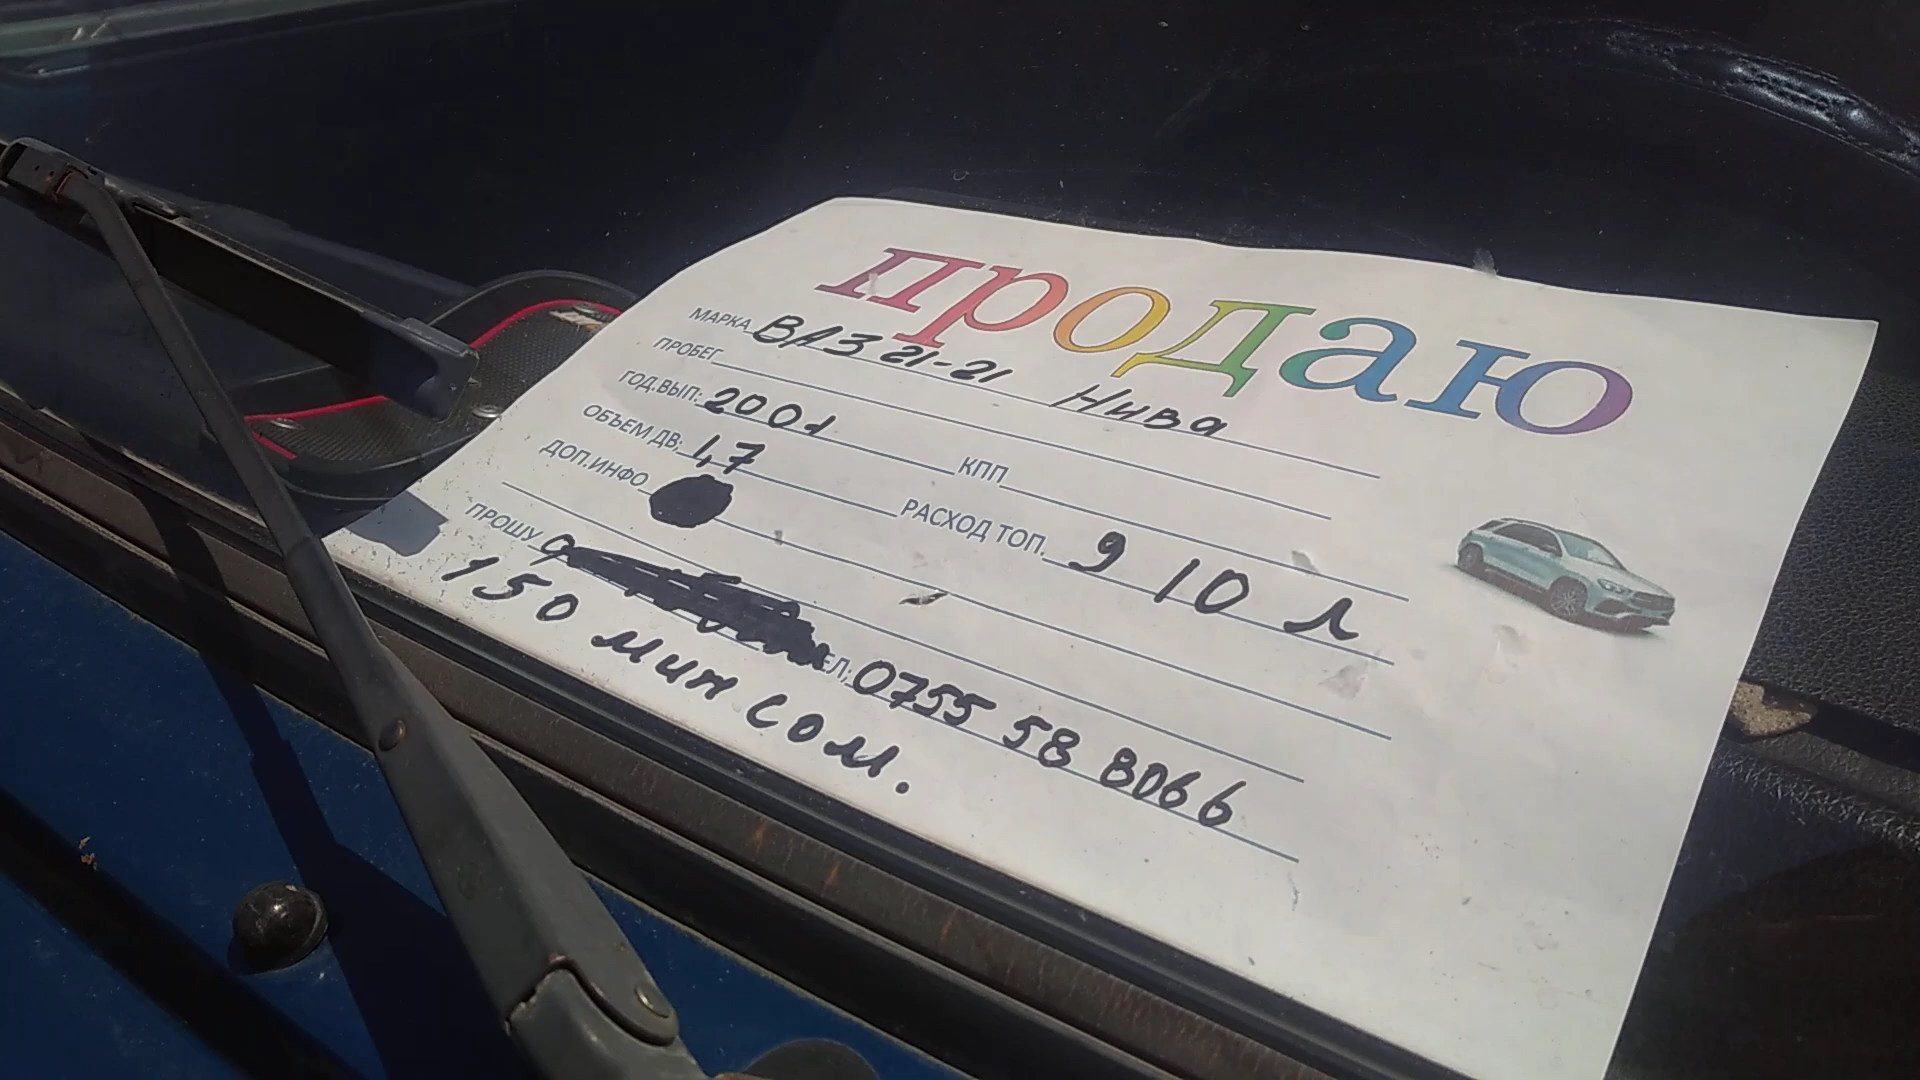 продаю
МАРКА ВАЗ 21-21 Нива
ПРОБЕГ
ГОД.ВЫП: 2001 КПП
ОБЪЕМ ДВ: 1,7 РАСХОД ТОП. 9 10 л
ДОП.ИНФО
ПРОШУ ЕЛ: 0755 58 8066
150 мин сом.